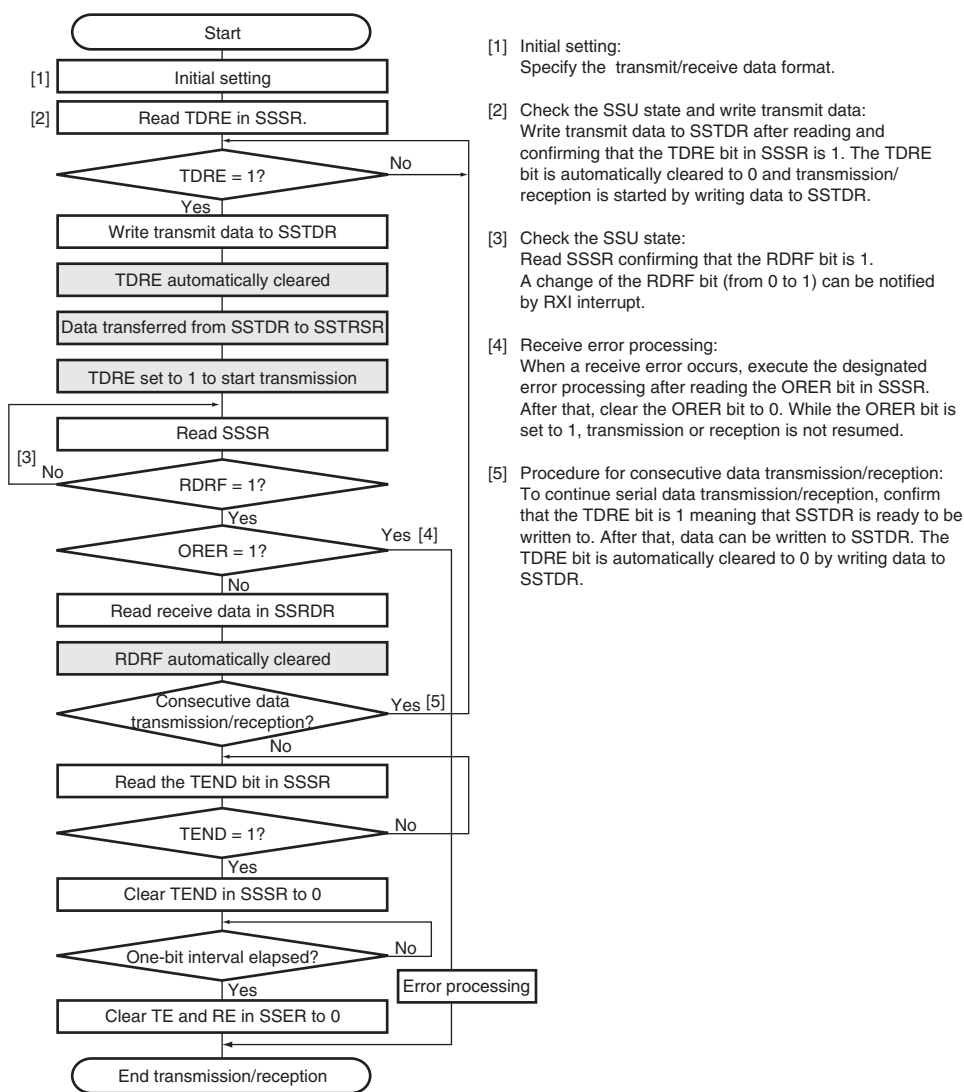 Start
[1] Initial setting
[2] Read TDRE in SSSR.
TDRE = 1?
No
Yes
Write transmit data to SSTDR
TDRE automatically cleared
Data transferred from SSTDR to SSTRSR
TDRE set to 1 to start transmission
Read SSSR
[3]
No
RDRF = 1?
Yes
Yes [4]
ORER = 1?
No
Read receive data in SSRDR
RDRF automatically cleared
Consecutive data
transmission/reception?
Yes [5]
No
Read the TEND bit in SSSR
TEND = 1?
No
Yes
Clear TEND in SSSR to 0
One-bit interval elapsed?
No
Yes
Error processing
Clear TE and RE in SSER to 0
End transmission/reception
[1] Initial setting:
Specify the transmit/receive data format.
[2] Check the SSU state and write transmit data:
Write transmit data to SSTDR after reading and
confirming that the TDRE bit in SSSR is 1. The TDRE
bit is automatically cleared to 0 and transmission/
reception is started by writing data to SSTDR.
[3] Check the SSU state:
Read SSSR confirming that the RDRF bit is 1.
A change of the RDRF bit (from 0 to 1) can be notified
by RXI interrupt.
[4] Receive error processing:
When a receive error occurs, execute the designated
error processing after reading the ORER bit in SSSR.
After that, clear the ORER bit to 0. While the ORER bit is
set to 1, transmission or reception is not resumed.
[5] Procedure for consecutive data transmission/reception:
To continue serial data transmission/reception, confirm
that the TDRE bit is 1 meaning that SSTDR is ready to be
written to. After that, data can be written to SSTDR. The
TDRE bit is automatically cleared to 0 by writing data to
SSTDR.